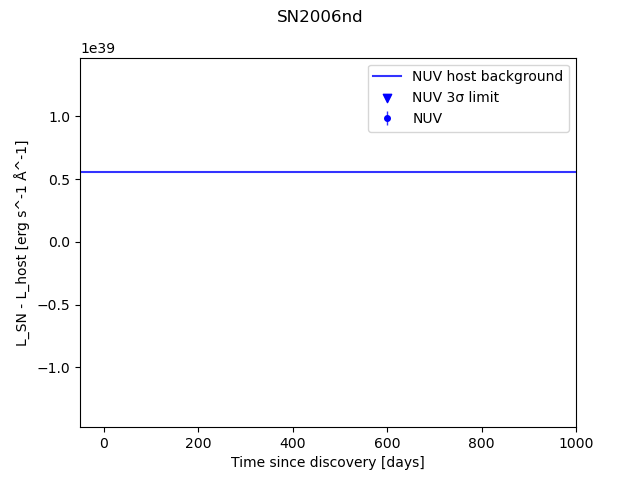 SN2006nd
1e39
NUV host background
NUV 3σ limit
NUV
1.0
0.5
0.0
−0.5
−1.0
L_SN - L_host [erg s^-1 Å^-1]
0 200 400 600 800 1000
Time since discovery [days]